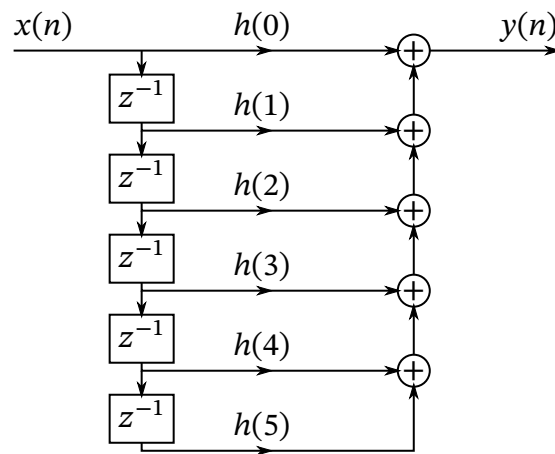 x(n) h(0) y(n)
z⁻¹
h(1)
z⁻¹
h(2)
z⁻¹
h(3)
z⁻¹
h(4)
z⁻¹
h(5)